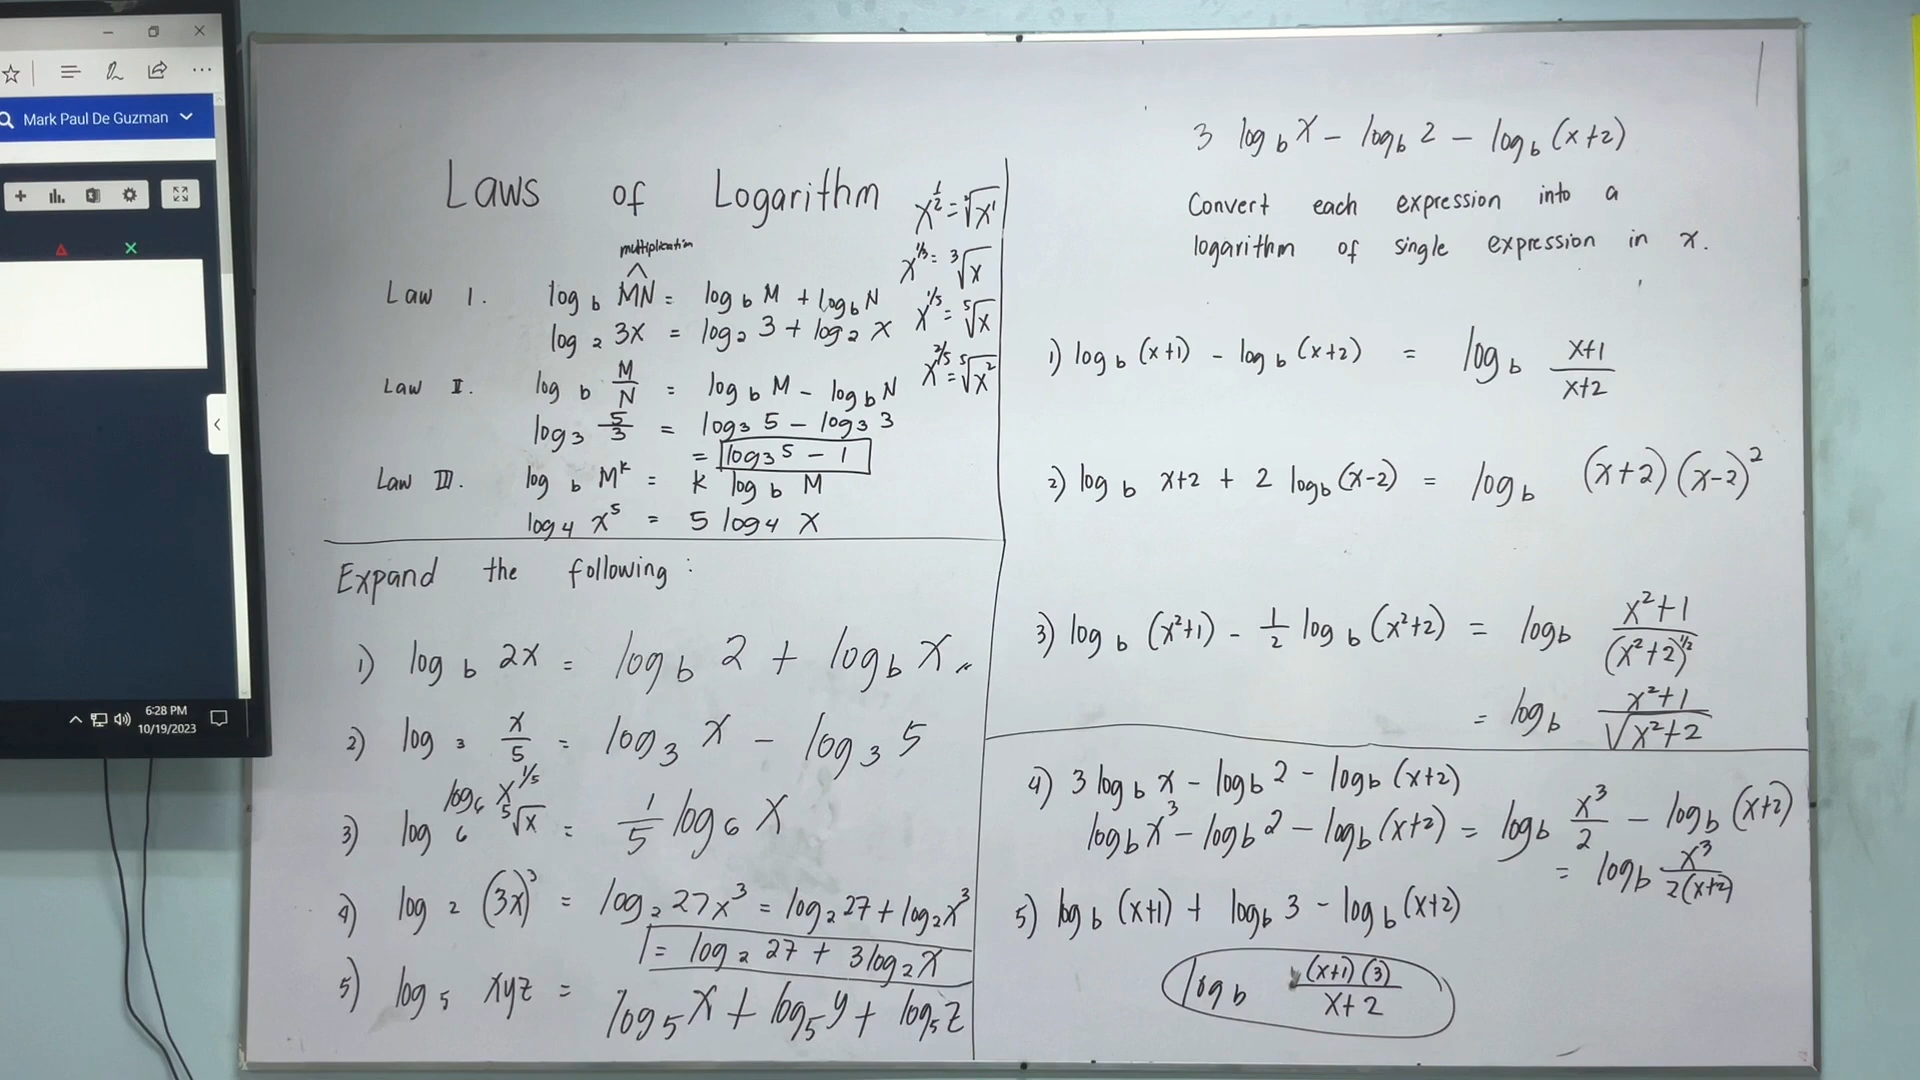 Mark Paul De Guzman
6:28 PM
10/19/2023
Laws of Logarithm
x^{1/2} = ²√x¹
x^{1/3} = ³√x
x^{1/5} = ⁵√x
x^{2/5} = ⁵√x²
multiplication
Law I. log_b MN = log_b M + log_b N
log_2 3x = log_2 3 + log_2 x
Law II. log_b M/N = log_b M - log_b N
log_3 5/3 = log_3 5 - log_3 3
= log_3 5 - 1
Law III. log_b M^k = k log_b M
log_4 x^5 = 5 log_4 x
Expand the following:
1) log_b 2x = log_b 2 + log_b x
2) log_3 x/5 = log_3 x - log_3 5
log_6 x^{1/5}
3) log_6 ⁵√x = 1/5 log_6 x
4) log_2 (3x)^3 = log_2 27x^3 = log_2 27 + log_2 x^3
= log_2 27 + 3 log_2 x
5) log_5 xyz = log_5 x + log_5 y + log_5 z
3 log_b x - log_b 2 - log_b (x+2)
Convert each expression into a
logarithm of single expression in x.
1) log_b (x+1) - log_b (x+2) = log_b (x+1)/(x+2)
2) log_b x+2 + 2 log_b (x-2) = log_b (x+2)(x-2)^2
3) log_b (x²+1) - 1/2 log_b (x²+2) = log_b (x²+1)/(x²+2)^{1/2}
= log_b (x²+1)/√(x²+2)
4) 3 log_b x - log_b 2 - log_b (x+2)
log_b x^3 - log_b 2 - log_b (x+2) = log_b x^3/2 - log_b (x+2)
= log_b x^3/2(x+2)
5) log_b (x+1) + log_b 3 - log_b (x+2)
log_b (x+1)(3)/(x+2)